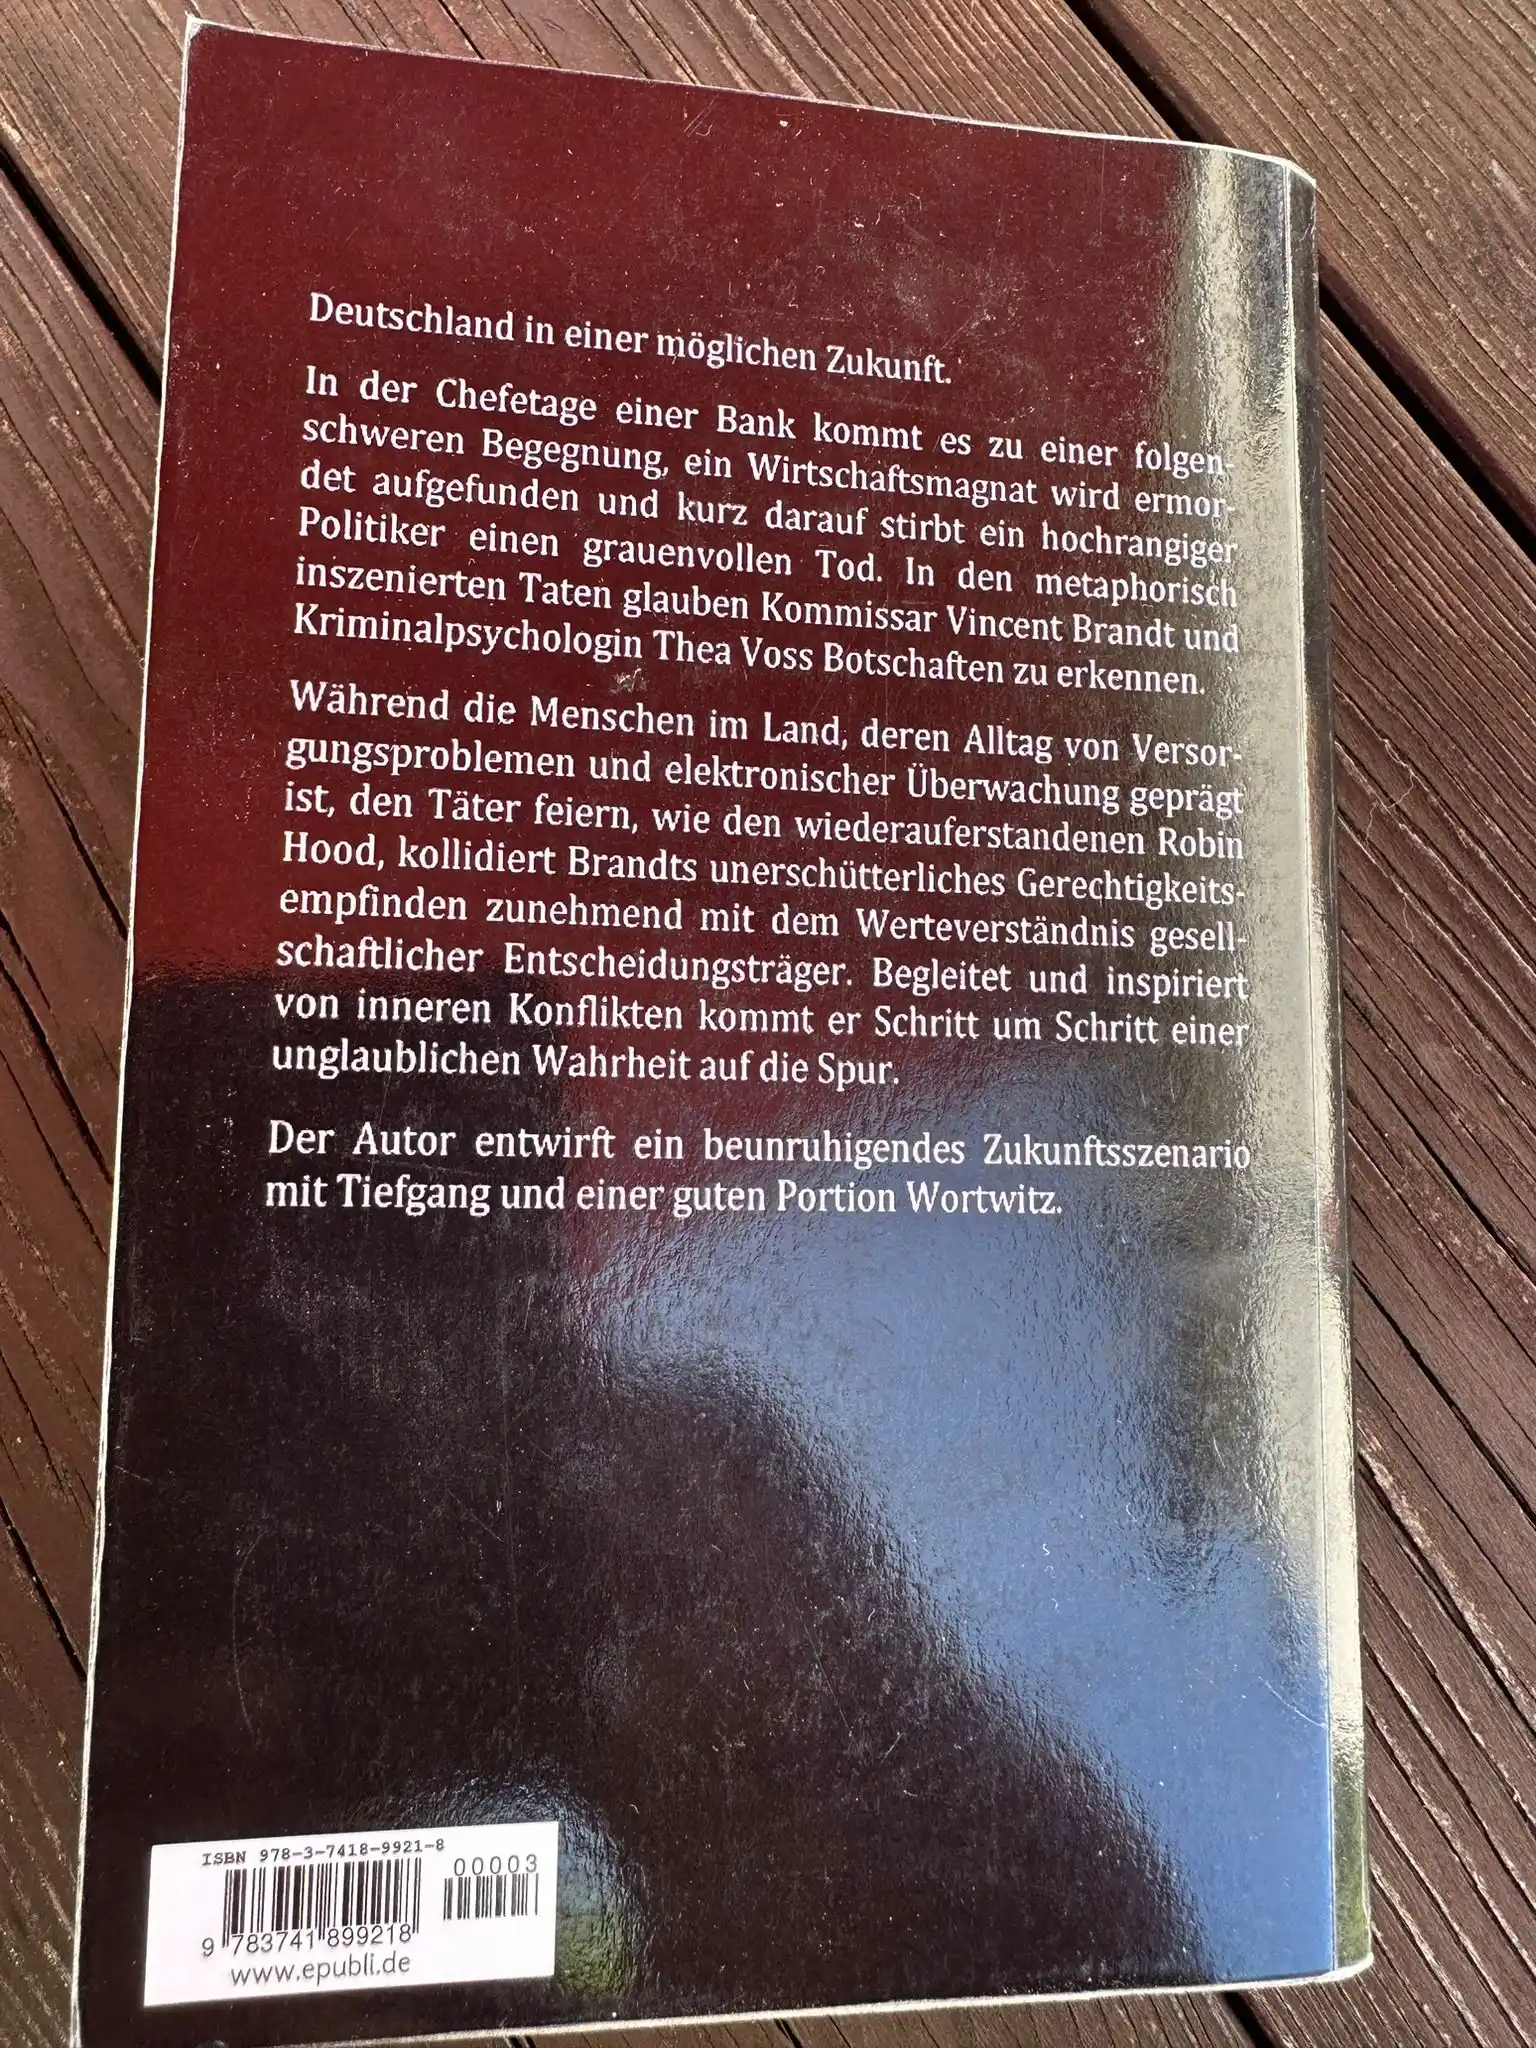 Deutschland in einer möglichen Zukunft.
In der Chefetage einer Bank kommt es zu einer folgen-
schweren Begegnung, ein Wirtschaftsmagnat wird ermor-
det aufgefunden und kurz darauf stirbt ein hochrangiger
Politiker einen grauenvollen Tod. In den metaphorisch
inszenierten Taten glauben Kommissar Vincent Brandt und
Kriminalpsychologin Thea Voss Botschaften zu erkennen.
Während die Menschen im Land, deren Alltag von Versor-
gungsproblemen und elektronischer Überwachung geprägt
ist, den Täter feiern, wie den wiederauferstandenen Robin
Hood, kollidiert Brandts unerschütterliches Gerechtigkeits-
empfinden zunehmend mit dem Werteverständnis gesell-
schaftlicher Entscheidungsträger. Begleitet und inspiriert
von inneren Konflikten kommt er Schritt um Schritt einer
unglaublichen Wahrheit auf die Spur.
Der Autor entwirft ein beunruhigendes Zukunftsszenario
mit Tiefgang und einer guten Portion Wortwitz.
ISBN 978-3-7418-9921-8
00003
9 783741 899218
www.epubli.de